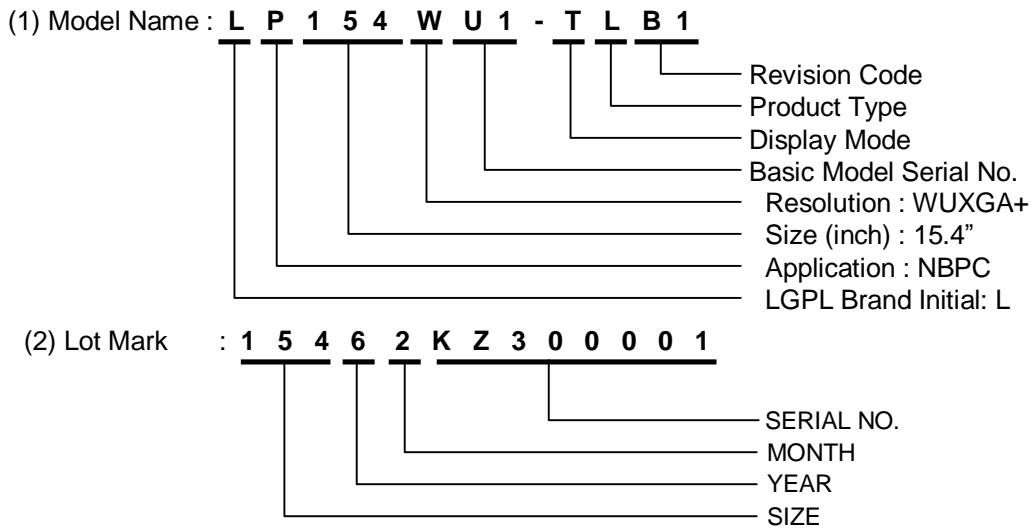 (1) Model Name : L P 1 5 4 W U 1 - T L B 1
Revision Code
Product Type
Display Mode
Basic Model Serial No.
Resolution : WUXGA+
Size (inch) : 15.4”
Application : NBPC
LGPL Brand Initial: L
(2) Lot Mark : 1 5 4 6 2 K Z 3 0 0 0 0 1
SERIAL NO.
MONTH
YEAR
SIZE